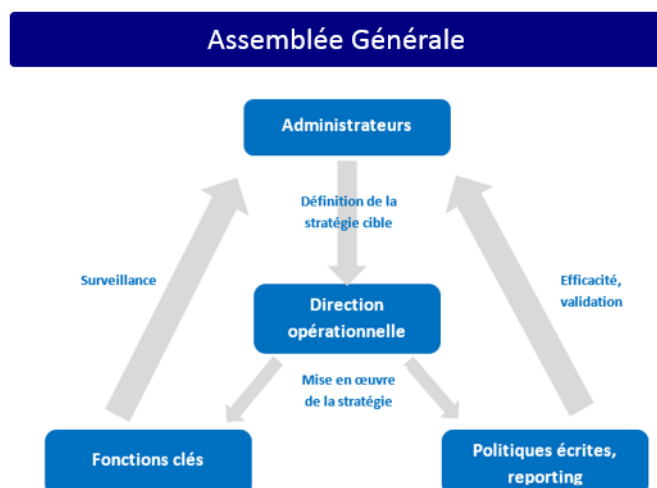 Assemblée Générale
Administrateurs
Définition de la
stratégie cible
Surveillance
Efficacité,
validation
Direction
opérationnelle
Mise en œuvre
de la stratégie
Fonctions clés
Politiques écrites,
reporting